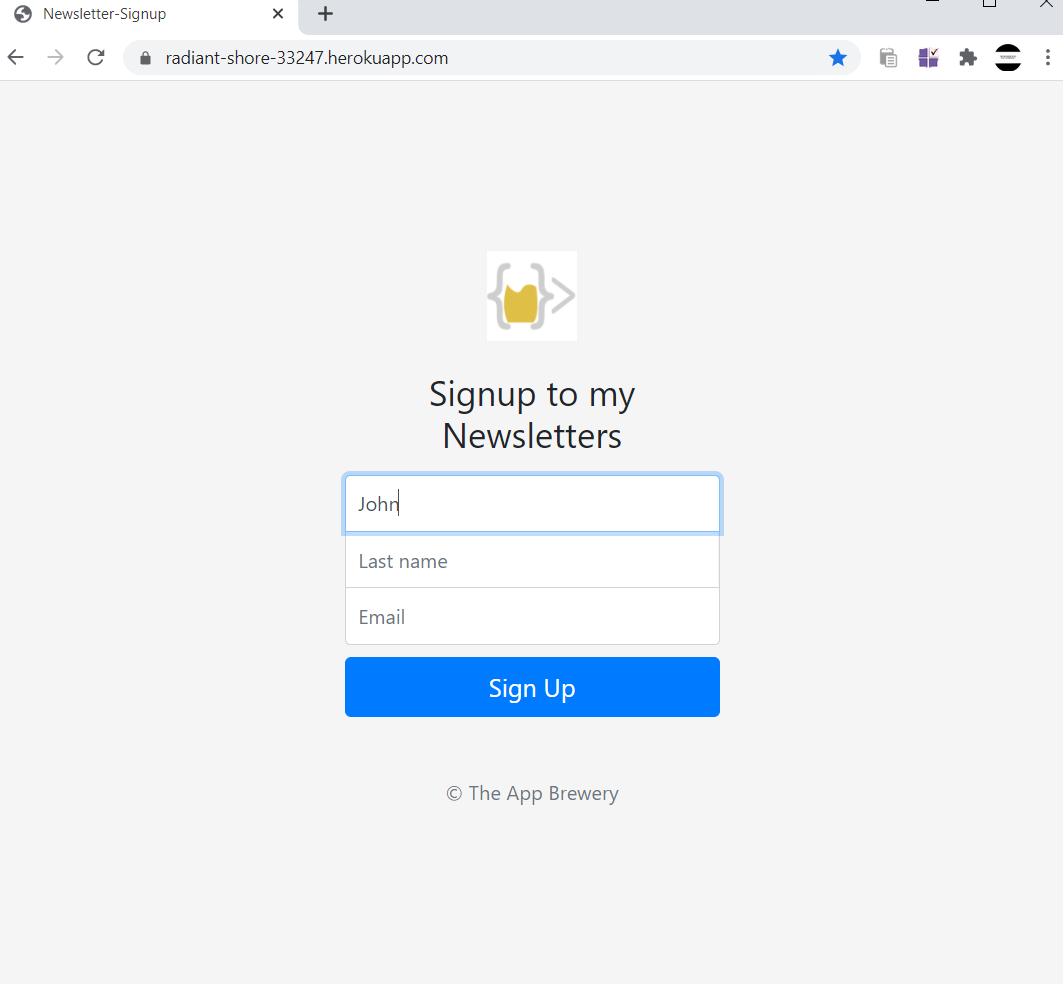 Newsletter-Signup
radiant-shore-33247.herokuapp.com
Signup to my
Newsletters
John
Last name
Email
Sign Up
© The App Brewery